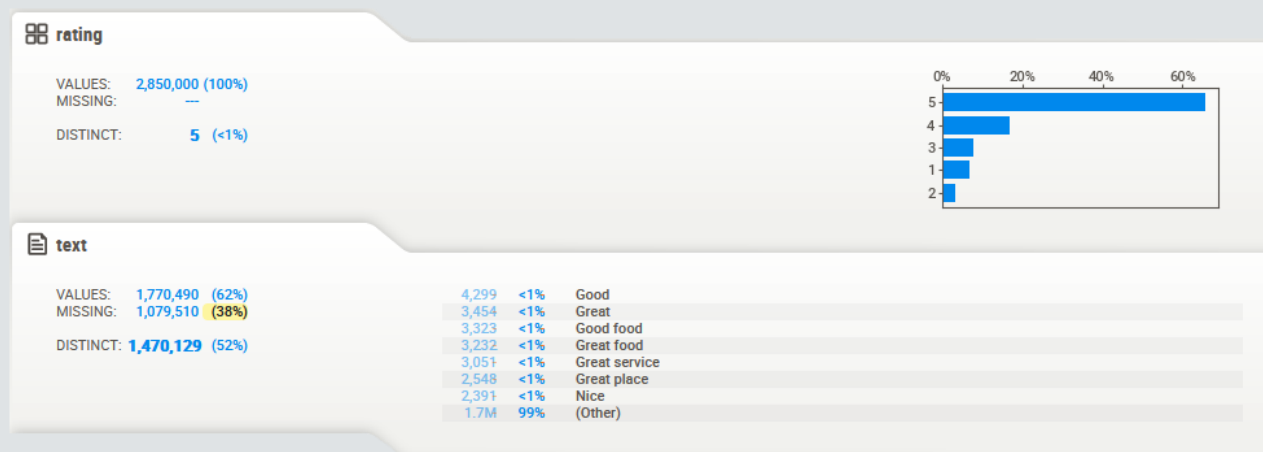 rating
VALUES: 2,850,000 (100%)
MISSING: ---
DISTINCT: 5 (<1%)
0% 20% 40% 60%
5
4
3
1
2
text
VALUES: 1,770,490 (62%)
MISSING: 1,079,510 (38%)
DISTINCT: 1,470,129 (52%)
4,299 <1% Good
3,454 <1% Great
3,323 <1% Good food
3,232 <1% Great food
3,051 <1% Great service
2,548 <1% Great place
2,391 <1% Nice
1.7M 99% (Other)